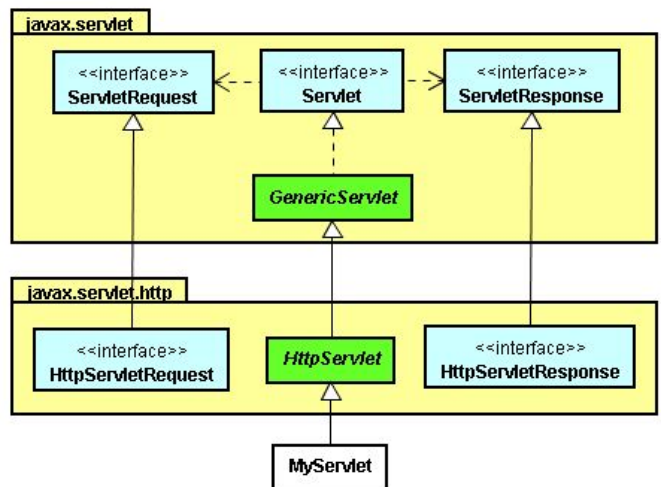 javax.servlet
<<interface>>
ServletRequest
<<interface>>
Servlet
<<interface>>
ServletResponse
GenericServlet
javax.servlet.http
<<interface>>
HttpServletRequest
HttpServlet
<<interface>>
HttpServletResponse
MyServlet